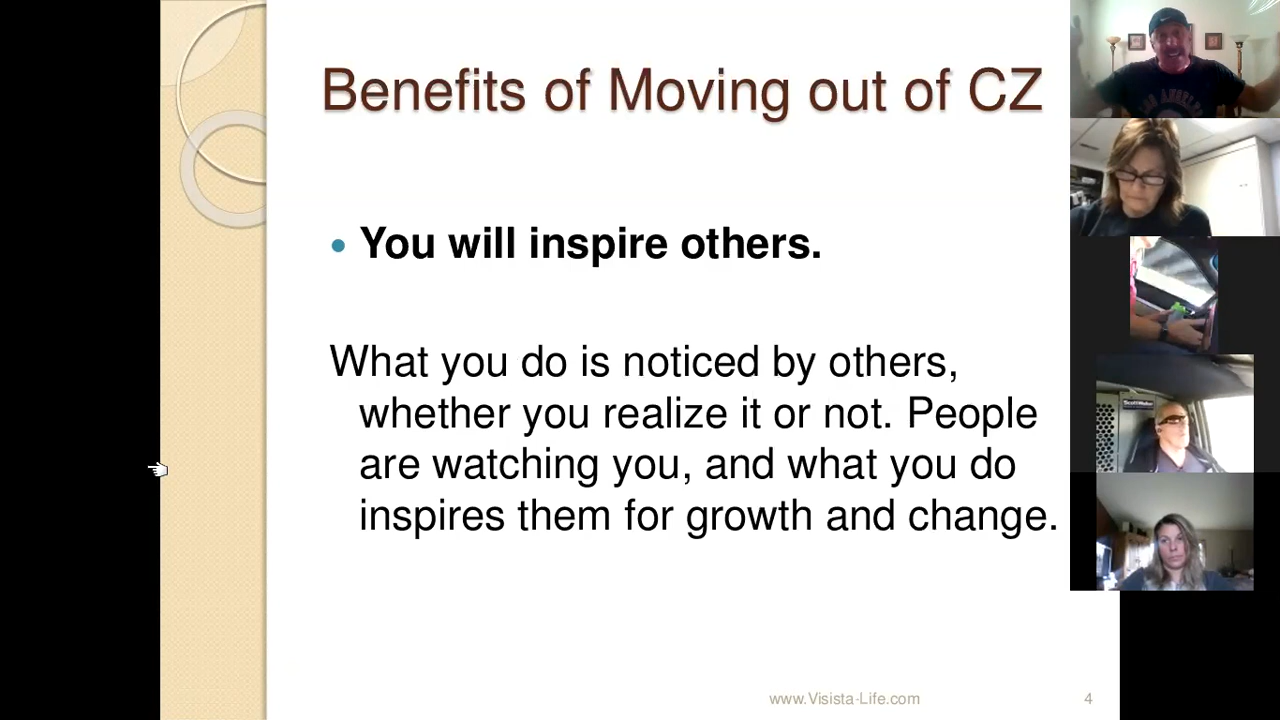 Benefits of Moving out of CZ
• You will inspire others.
What you do is noticed by others,
whether you realize it or not. People
are watching you, and what you do
inspires them for growth and change.
www.Visista-Life.com
4